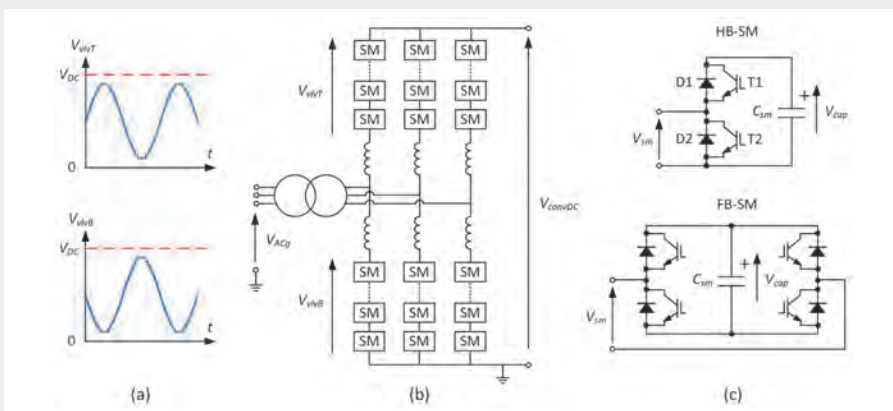 V_vlvT
V_DC
0
t
V_vlvB
V_DC
0
t
(a)
SM SM SM
SM SM SM
SM SM SM
V_vlvT
V_ACg
V_convDC
V_vlvB
SM SM SM
SM SM SM
SM SM SM
(b)
HB-SM
D1 T1
C_sm + V_cap
V_sm
D2 T2
FB-SM
C_sm + V_cap
V_sm
(c)